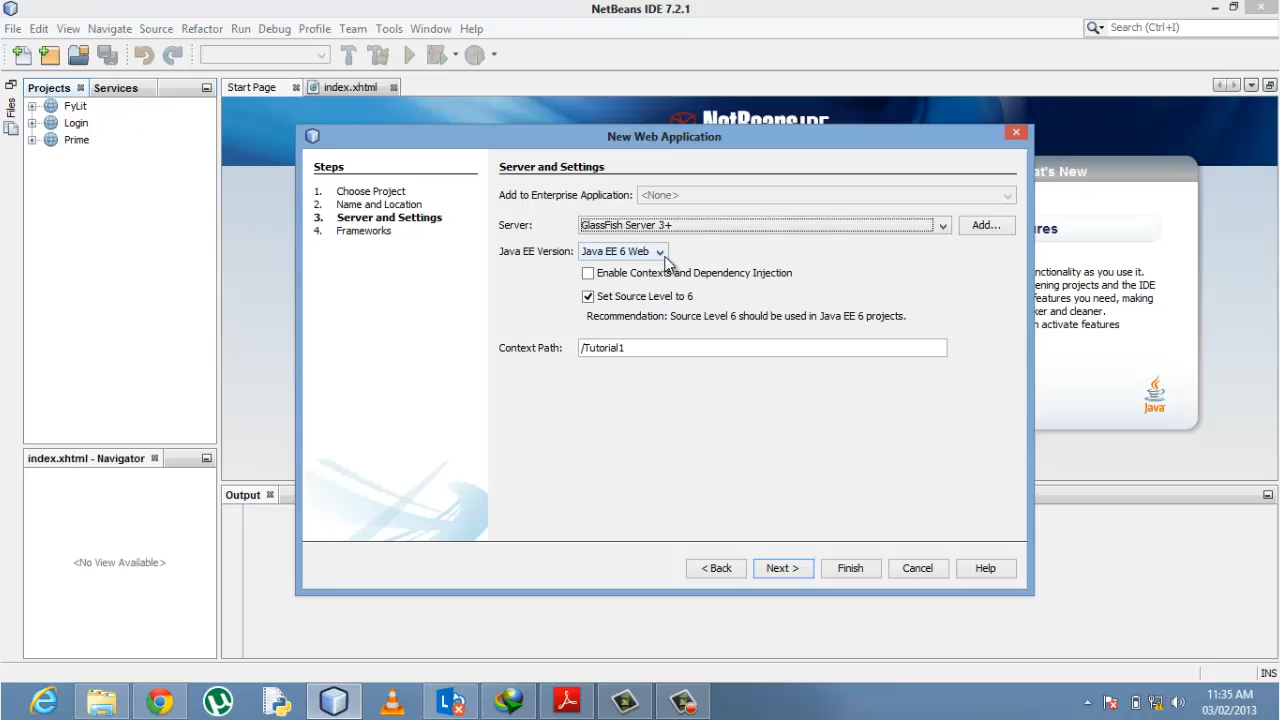 NetBeans IDE 7.2.1
File Edit View Navigate Source Refactor Run Debug Profile Team Tools Window Help
Search (Ctrl+I)
Projects Services
Start Page index.xhtml
Files
FyLit
Login
Prime
NetBeans IDE
New Web Application
Steps
1. Choose Project
2. Name and Location
3. Server and Settings
4. Frameworks
Server and Settings
Add to Enterprise Application: <None>
Server: GlassFish Server 3+ Add...
Java EE Version: Java EE 6 Web
Enable Contexts and Dependency Injection
Set Source Level to 6
Recommendation: Source Level 6 should be used in Java EE 6 projects.
Context Path: /Tutorial1
< Back Next > Finish Cancel Help
at's New
ures
nctionality as you use it.
ening projects and the IDE
features you need, making
ker and cleaner.
n activate features
Java
index.xhtml - Navigator
<No View Available>
Output
INS
11:35 AM
03/02/2013